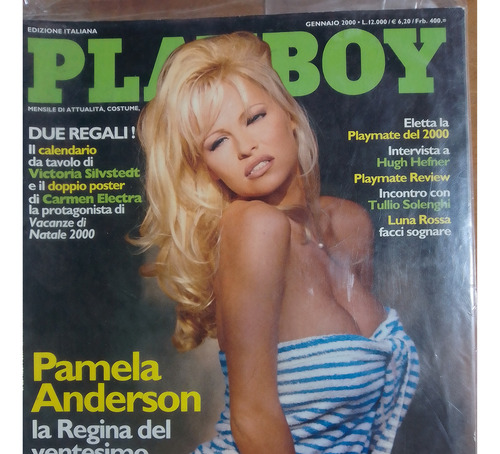 EDIZIONE ITALIANA
GENNAIO 2000 • L.12.000 / € 6,20 / Frb. 400.=
PLAYBOY
MENSILE DI ATTUALITÀ, COSTUME,
DUE REGALI!
Il calendario
da tavolo di
Victoria Silvstedt
e il doppio poster
di Carmen Electra
la protagonista di
Vacanze di
Natale 2000
Eletta la
Playmate del 2000
Intervista a
Hugh Hefner
Playmate Review
Incontro con
Tullio Solenghi
Luna Rossa
facci sognare
Pamela
Anderson
la Regina del
ventesimo